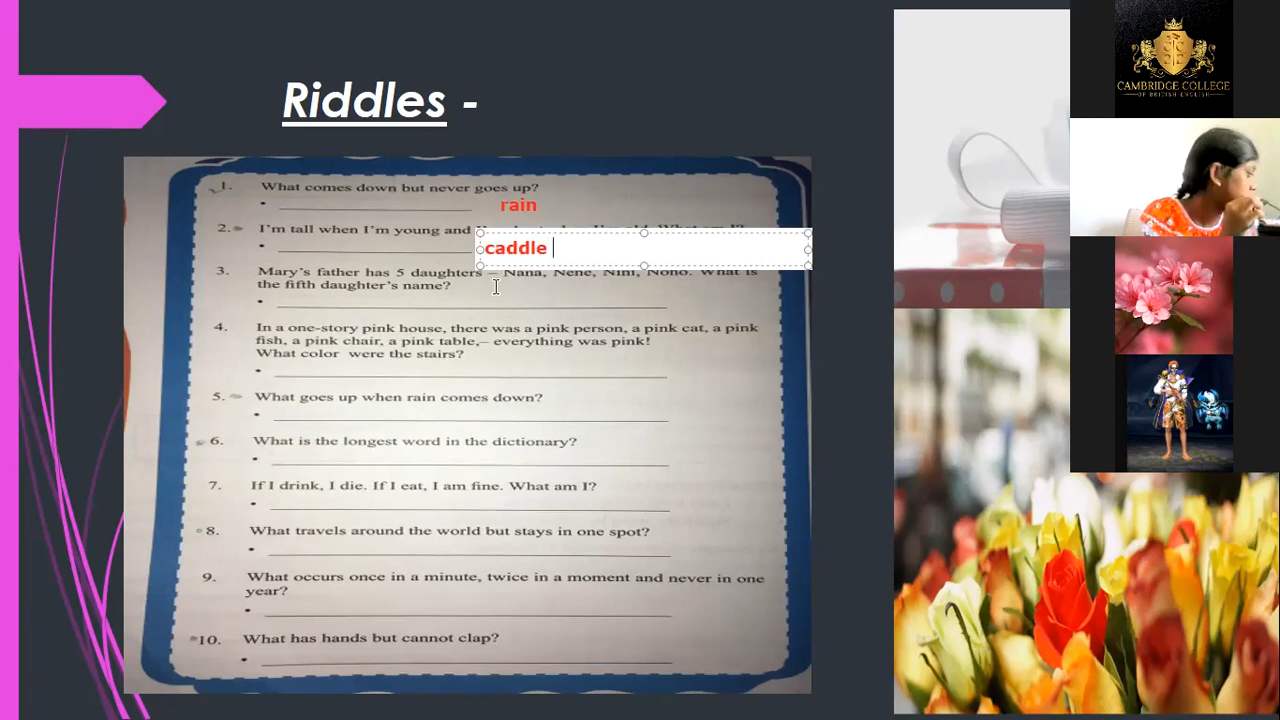 Riddles -
1. What comes down but never goes up?
rain
2. I'm tall when I'm young and
caddle
3. Mary's father has 5 daughters – Nana, Nene, Nini, Nono. What is
the fifth daughter's name?
4. In a one-story pink house, there was a pink person, a pink cat, a pink
fish, a pink chair, a pink table,– everything was pink!
What color were the stairs?
5. What goes up when rain comes down?
6. What is the longest word in the dictionary?
7. If I drink, I die. If I eat, I am fine. What am I?
8. What travels around the world but stays in one spot?
9. What occurs once in a minute, twice in a moment and never in one
year?
10. What has hands but cannot clap?
CAMBRIDGE COLLEGE
OF BRITISH ENGLISH